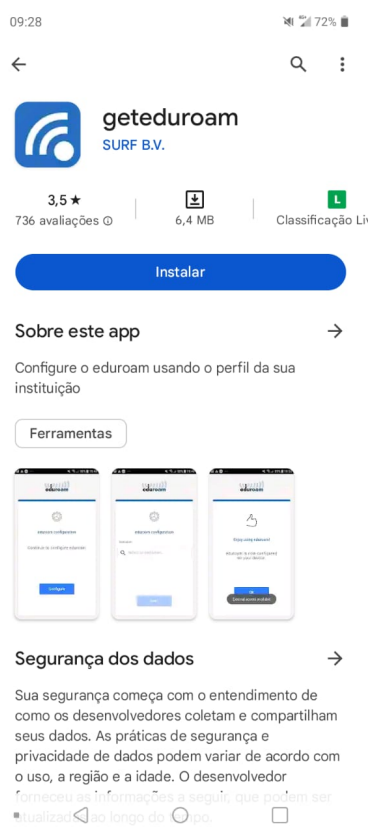 09:28
72%
geteduroam
SURF B.V.
3,5★
736 avaliações
6,4 MB
L
Classificação Liv
Instalar
Sobre este app
Configure o eduroam usando o perfil da sua
instituição
Ferramentas
eduroam
eduroam
eduroam
Configure
Segurança dos dados
Sua segurança começa com o entendimento de
como os desenvolvedores coletam e compartilham
seus dados. As práticas de segurança e
privacidade de dados podem variar de acordo com
o uso, a região e a idade. O desenvolvedor
forneceu as informações a seguir, que podem ser
atualizadas ao longo do tempo.